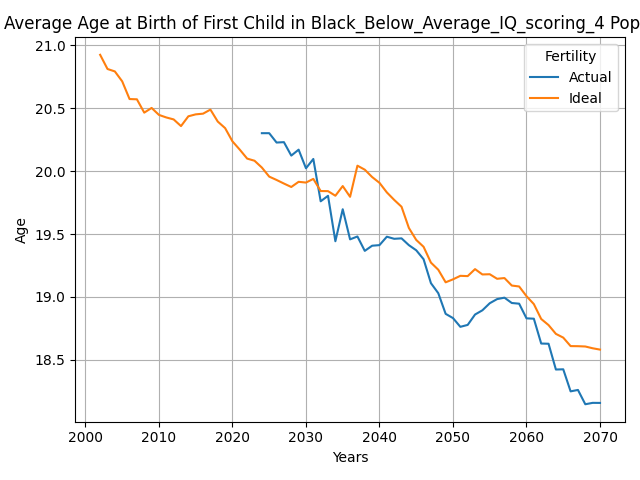 Average Age at Birth of First Child in Black_Below_Average_IQ_scoring_4 Pop
21.0
20.5
20.0
19.5
19.0
18.5
Age
Fertility
Actual
Ideal
2000 2010 2020 2030 2040 2050 2060 2070
Years